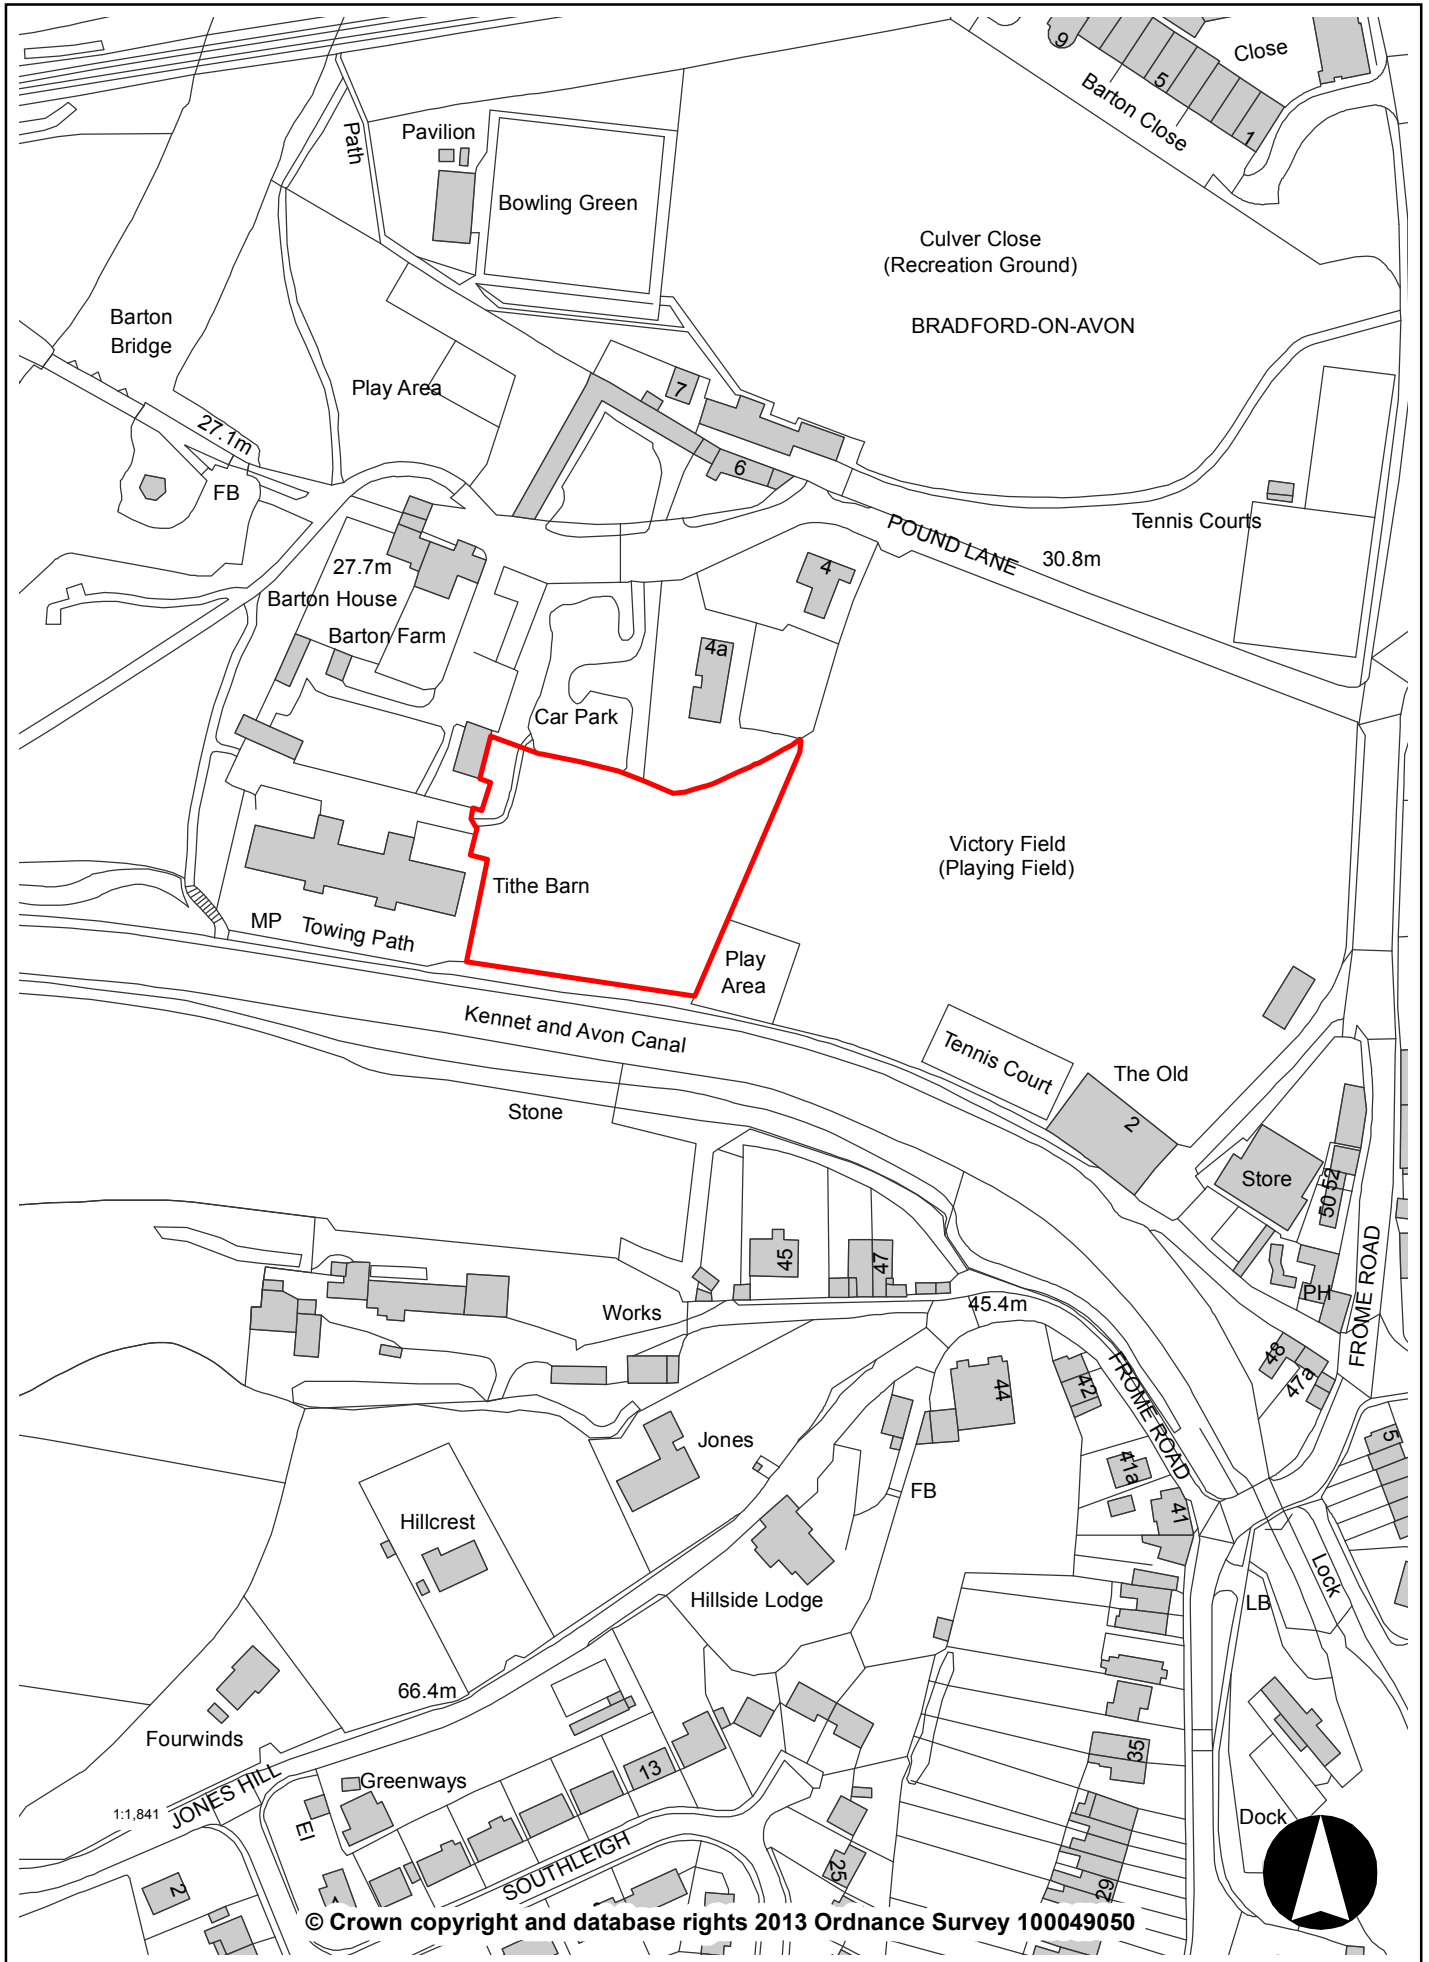 9
Close
5
Barton Close
1
Path
Pavilion
Bowling Green
Culver Close
(Recreation Ground)
BRADFORD-ON-AVON
Barton
Bridge
Play Area
7
27.1m
6
FB
POUND LANE
30.8m
Tennis Courts
4
27.7m
Barton House
Barton Farm
4a
Car Park
Victory Field
(Playing Field)
Tithe Barn
MP
Towing Path
Play
Area
Kennet and Avon Canal
Tennis Court
The Old
2
Stone
Store
50 52
45
47
FROME ROAD
PH
Works
45.4m
48
47a
44
42
FROME ROAD
5
Jones
41a
FB
41
Hillcrest
Lock
Hillside Lodge
LB
66.4m
Fourwinds
35
13
Greenways
JONES HILL
1:1,841
El
Dock
SOUTHLEIGH
25
2
29
1
© Crown copyright and database rights 2013 Ordnance Survey 100049050